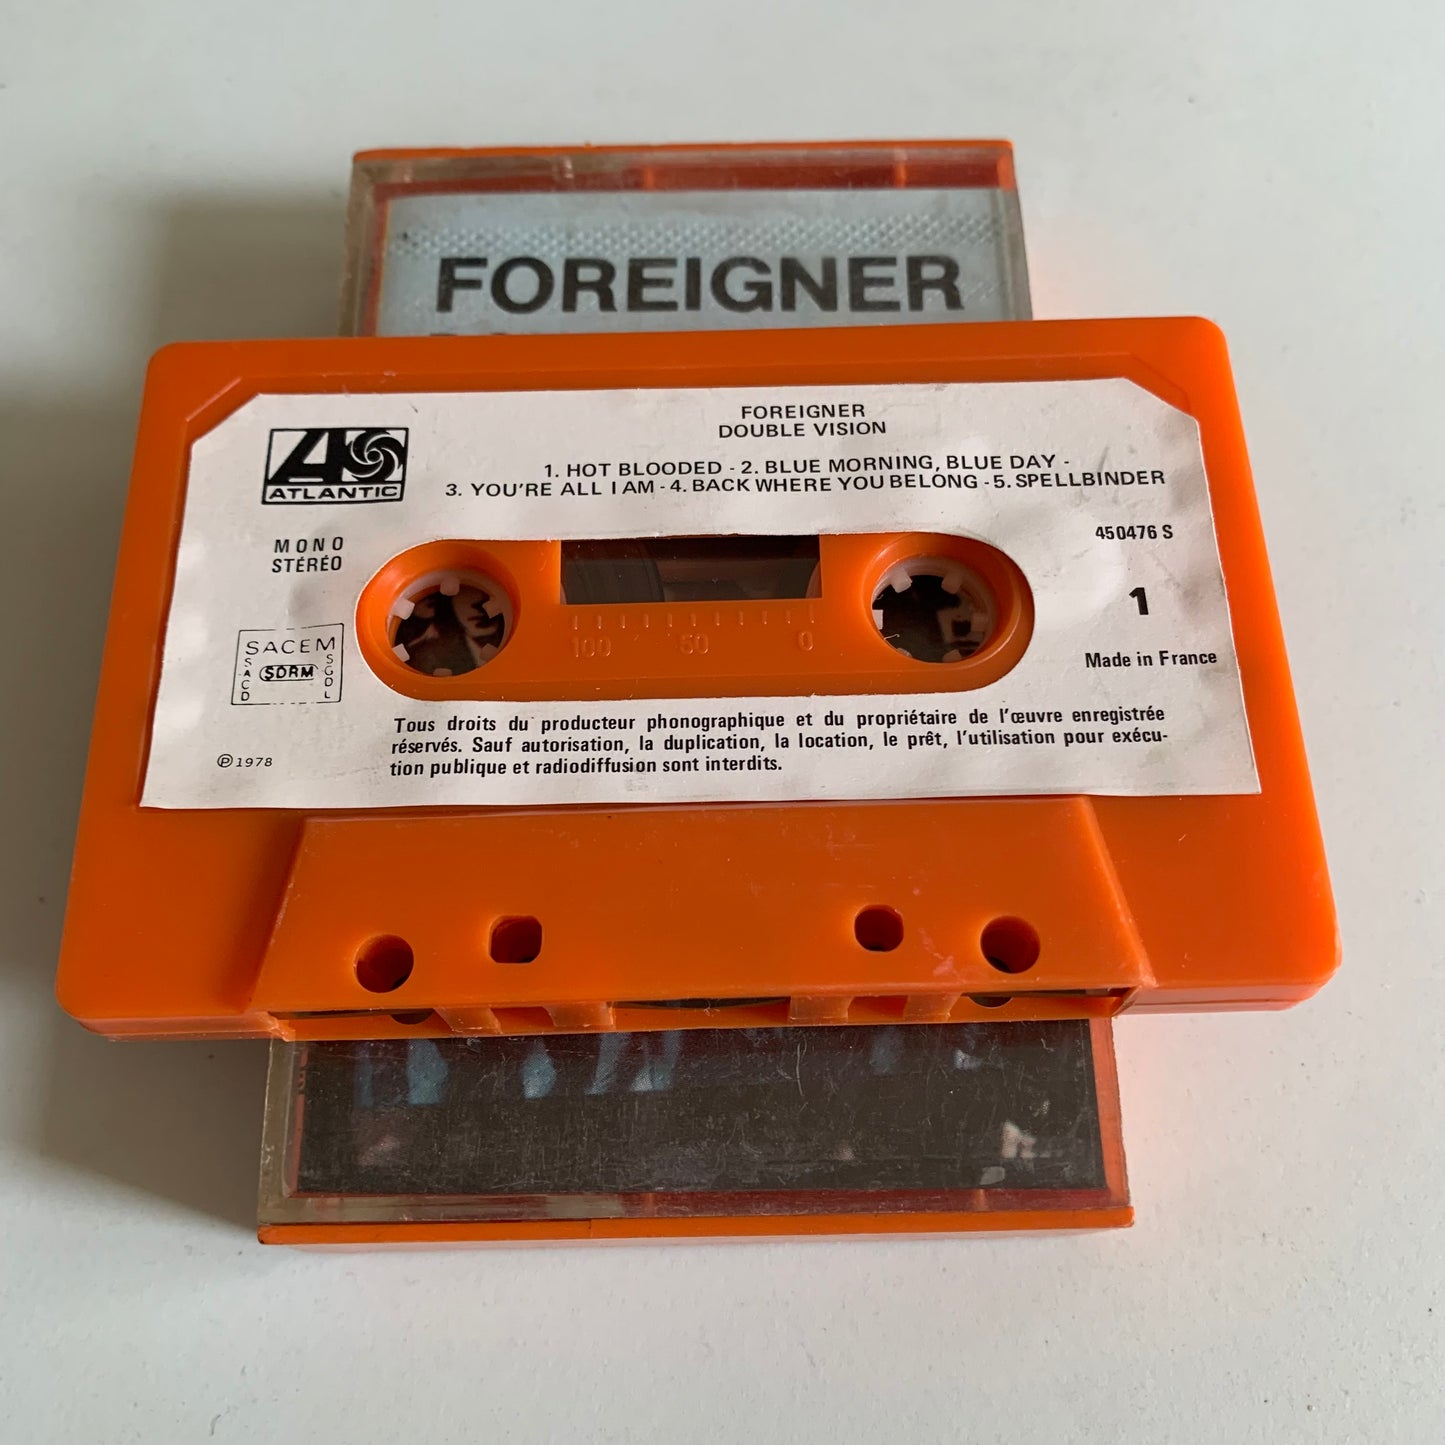 FOREIGNER
FOREIGNER
DOUBLE VISION
1. HOT BLOODED - 2. BLUE MORNING, BLUE DAY -
3. YOU'RE ALL I AM - 4. BACK WHERE YOU BELONG - 5. SPELLBINDER
ATLANTIC
MONO
STÉRÉO
450476 S
1
Made in France
100 50 0
SACEM
SACD
SDRM
SGDL
℗ 1978
Tous droits du producteur phonographique et du propriétaire de l'œuvre enregistrée
réservés. Sauf autorisation, la duplication, la location, le prêt, l'utilisation pour exécu-
tion publique et radiodiffusion sont interdits.